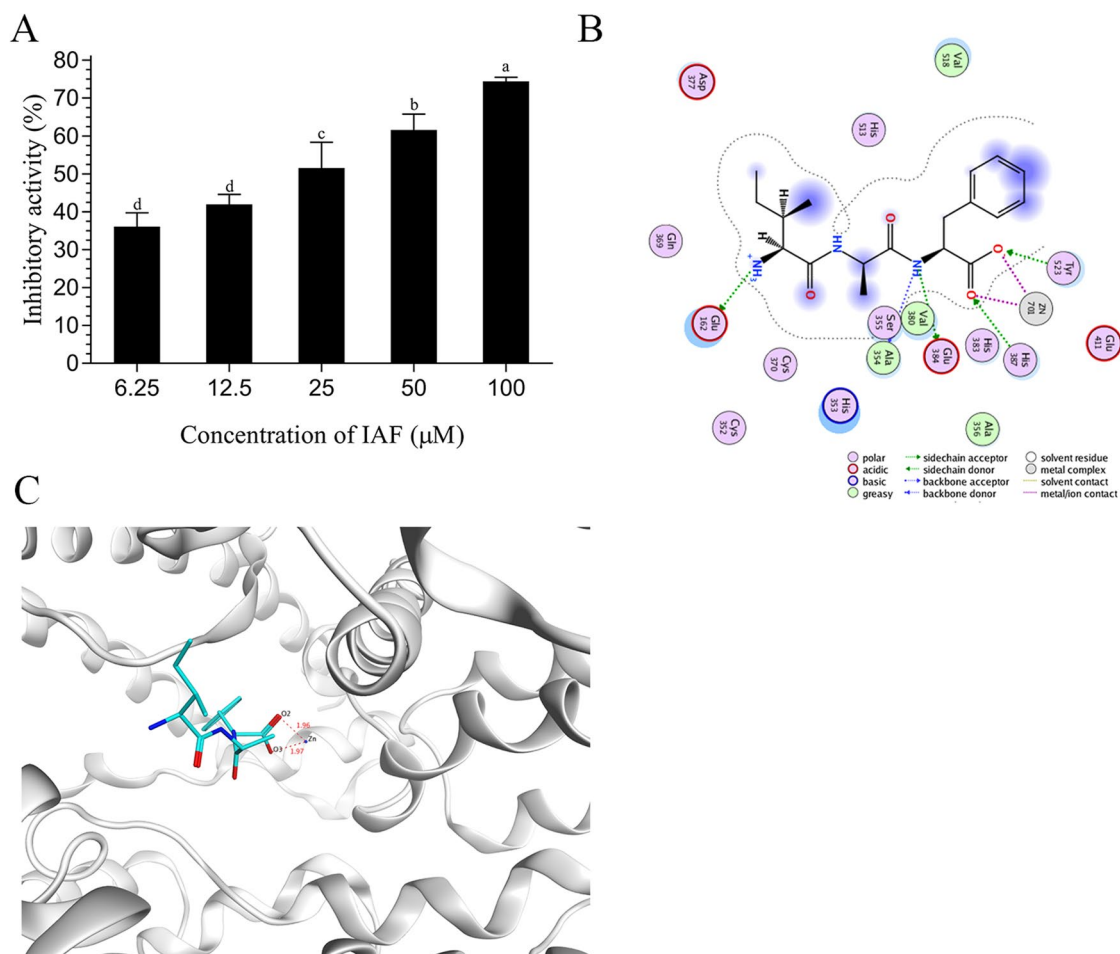 A
Inhibitory activity (%)
80
70
60
50
40
30
20
10
0
d
d
c
b
a
6.25 12.5 25 50 100
Concentration of IAF (μM)
B
Val
518
Asp
377
His
513
Gln
369
H
H
O
HN
NH
+
NH3
O
O
O
Tyr
523
ZN
701
Glu
162
Ser
355
Val
380
Ala
354
Glu
384
His
383
His
387
Glu
411
Cys
370
His
353
Cys
352
Ala
356
polar sidechain acceptor solvent residue
acidic sidechain donor metal complex
basic backbone acceptor solvent contact
greasy backbone donor metal/ion contact
C
O2
1.96
Zn
O3
1.97